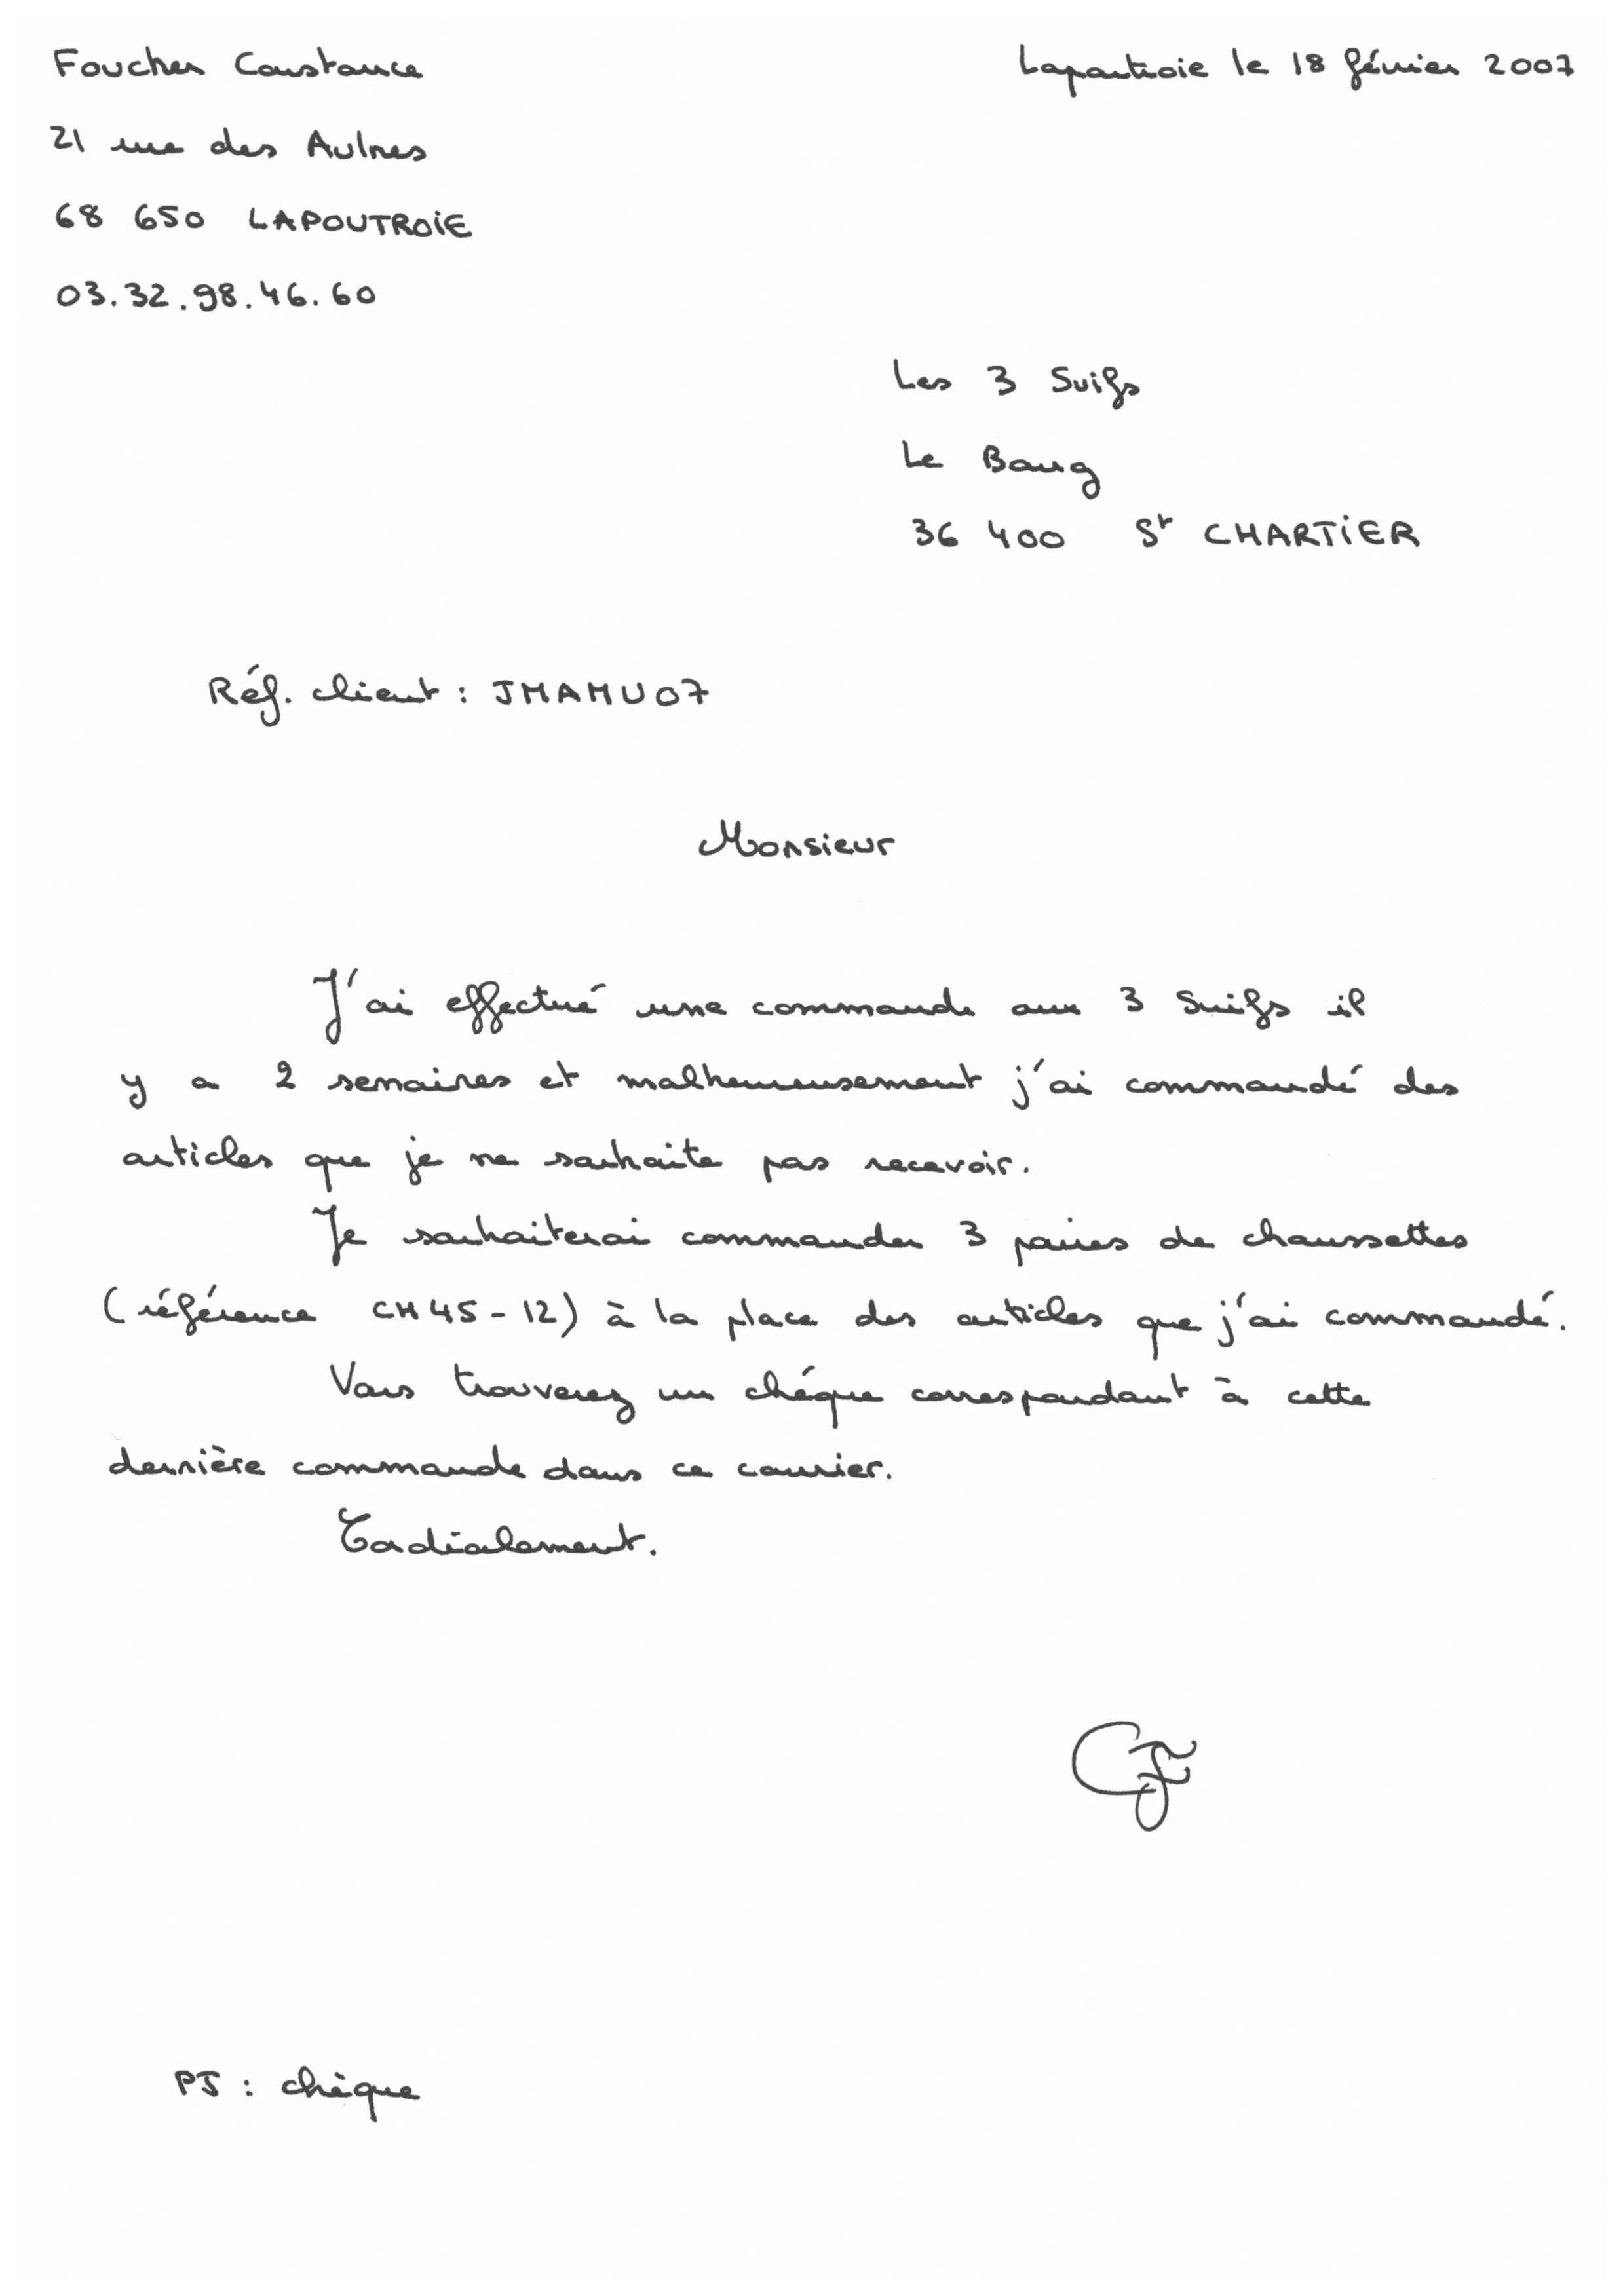 Foucher Constance
Lapoutroie le 18 février 2007
21 rue des Aulnes
68 650 LAPOUTROIE
03.32.98.46.60
Les 3 Suifs
Le Bourg
36 400 St CHARTIER
Réf. client : JMAMU07
Monsieur
J'ai effectué une commande aux 3 Suifs il
y a 2 semaines et malheureusement j'ai commandé des
articles que je ne souhaite pas recevoir.
Je souhaiterai commander 3 paires de chaussettes
(référence CH45-12) à la place des articles que j'ai commandé.
Vous trouverez un chéque correspondant à cette
dernière commande dans ce courrier.
Cordialement.
CF
PJ : chèque